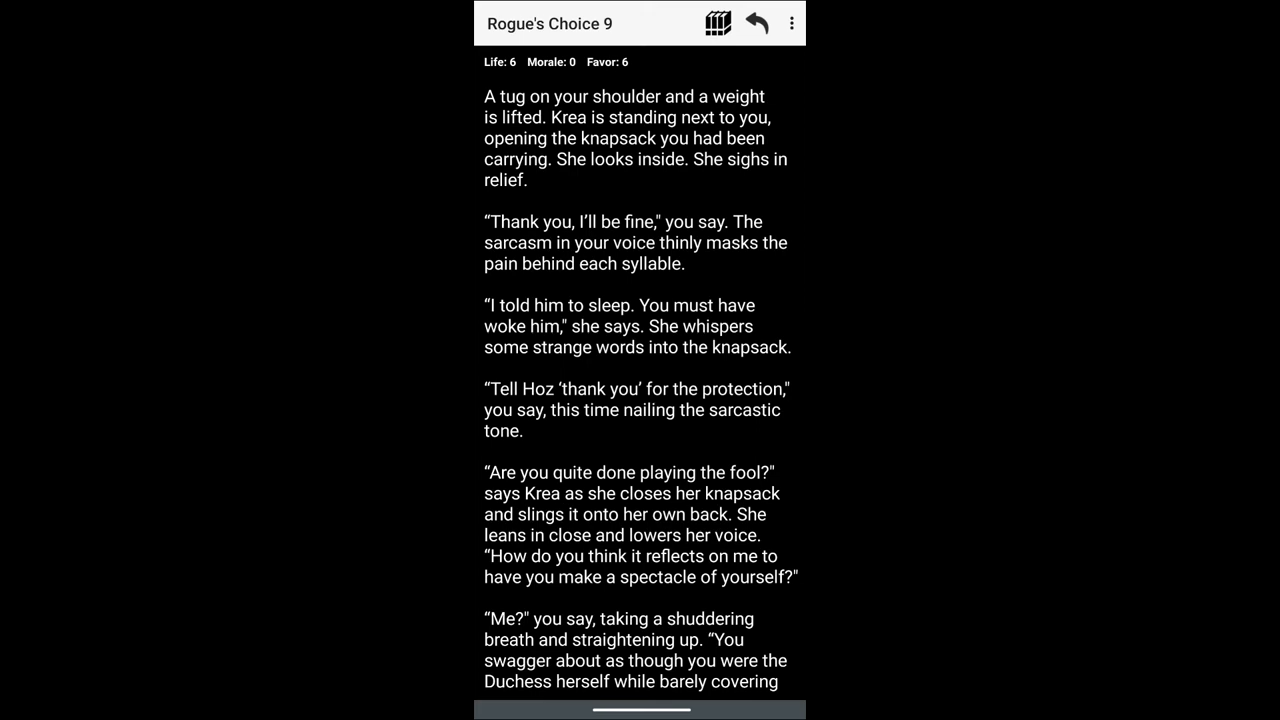 Rogue's Choice 9
Life: 6 Morale: 0 Favor: 6
A tug on your shoulder and a weight
is lifted. Krea is standing next to you,
opening the knapsack you had been
carrying. She looks inside. She sighs in
relief.
“Thank you, I’ll be fine," you say. The
sarcasm in your voice thinly masks the
pain behind each syllable.
“I told him to sleep. You must have
woke him," she says. She whispers
some strange words into the knapsack.
“Tell Hoz ‘thank you’ for the protection,"
you say, this time nailing the sarcastic
tone.
“Are you quite done playing the fool?"
says Krea as she closes her knapsack
and slings it onto her own back. She
leans in close and lowers her voice.
“How do you think it reflects on me to
have you make a spectacle of yourself?"
“Me?" you say, taking a shuddering
breath and straightening up. “You
swagger about as though you were the
Duchess herself while barely covering